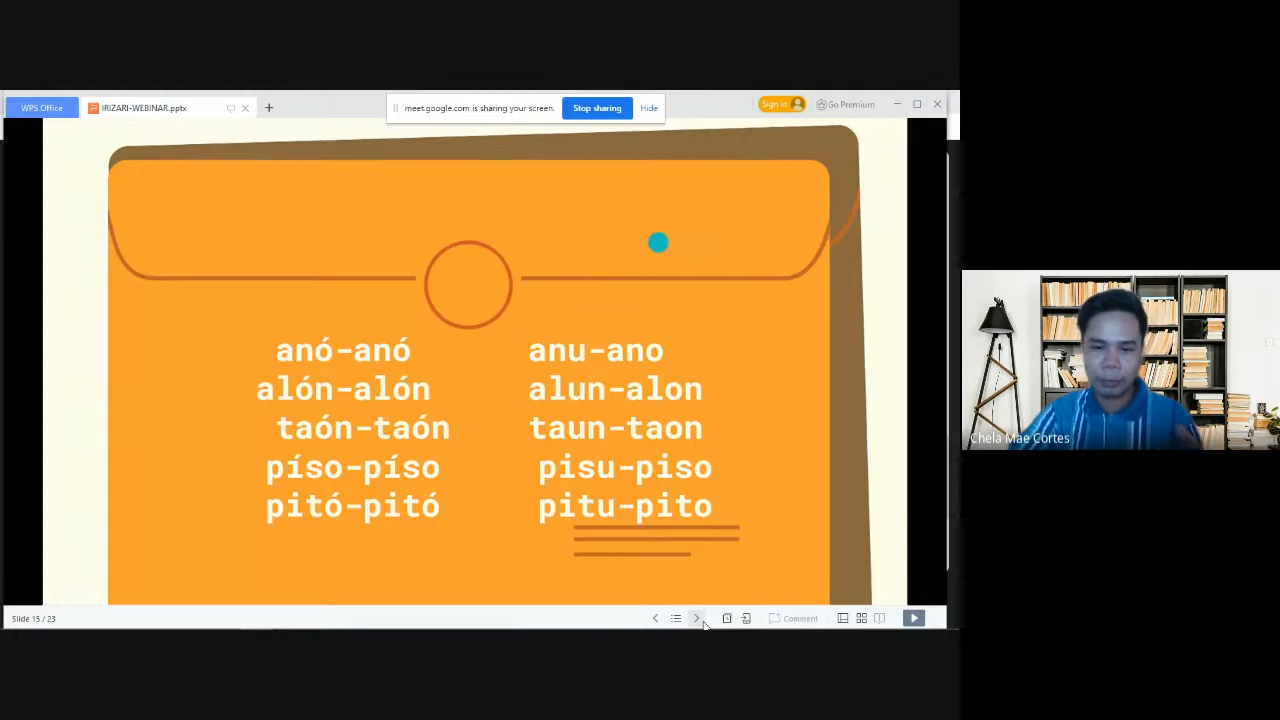 WPS Office IRIZARI-WEBINAR.pptx
meet.google.com is sharing your screen. Stop sharing Hide
Sign in Go Premium
anó-anó anu-ano
alón-alón alun-alon
taón-taón taun-taon
píso-píso pisu-piso
pitó-pitó pitu-pito
Chela Mae Cortes
Slide 15 / 23 Comment